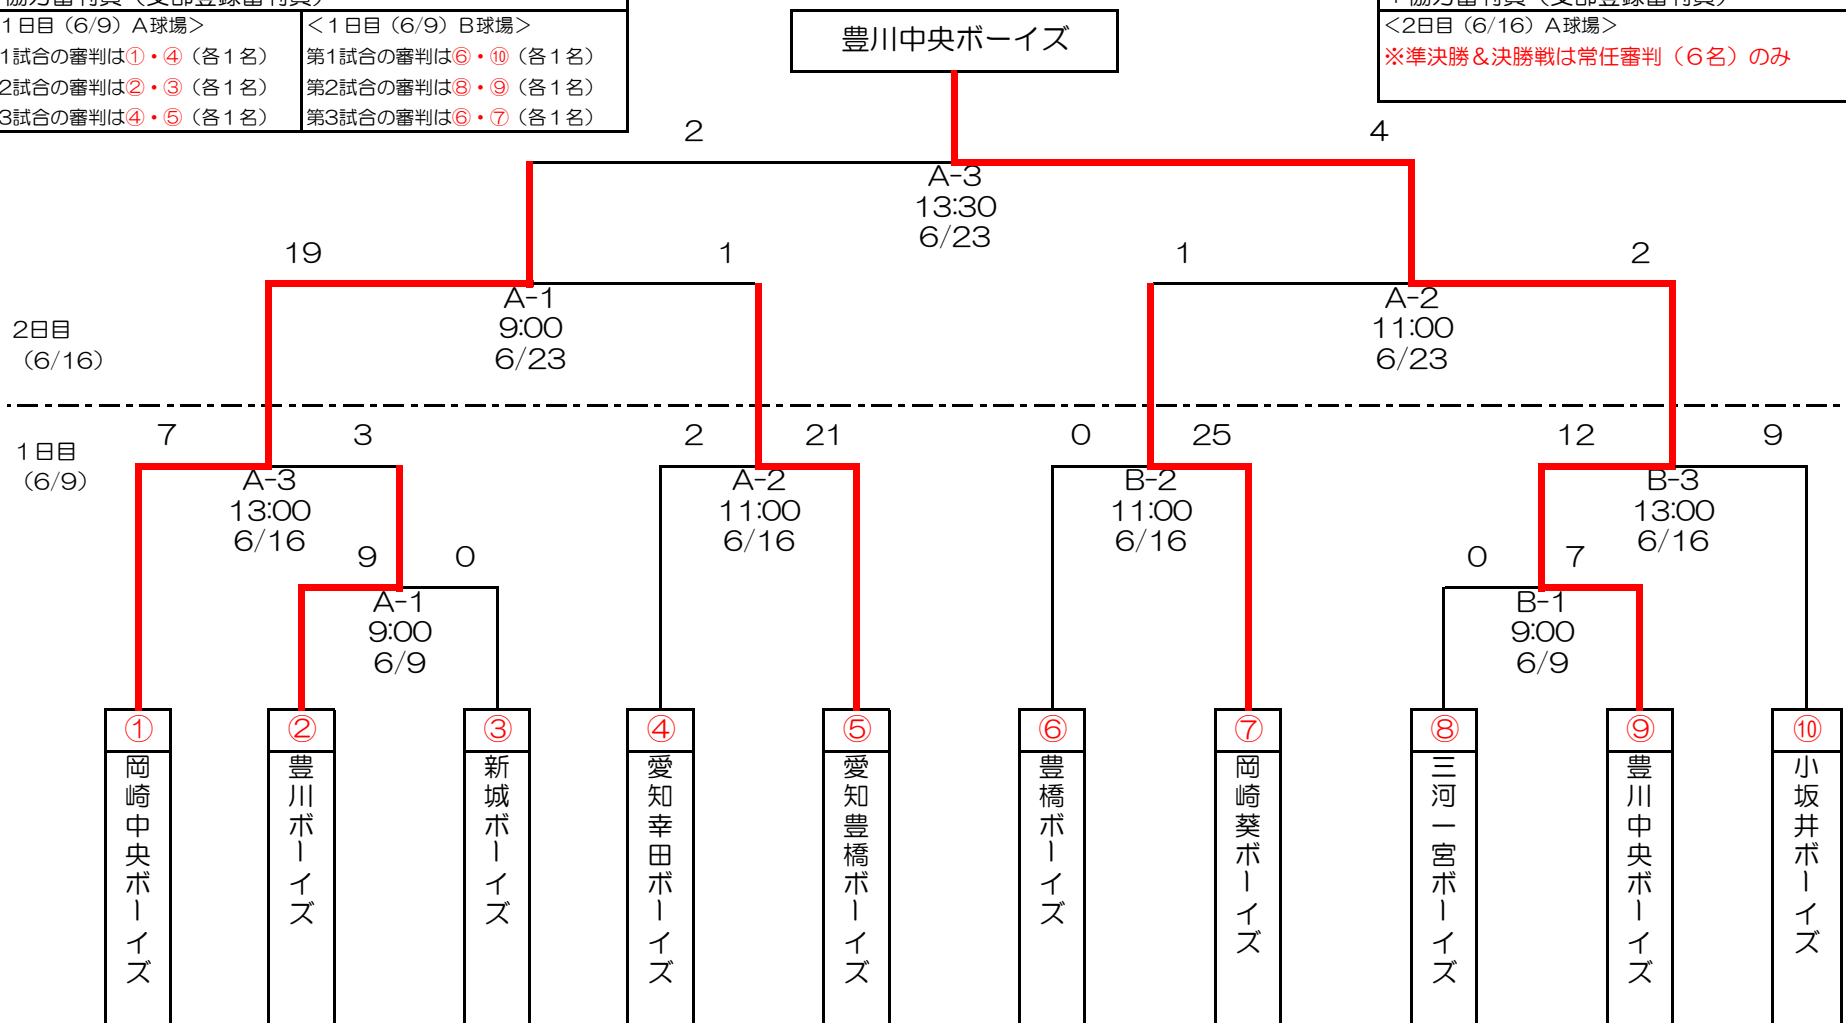 1日目（6/9）A球場＞
1試合の審判は①・④（各1名）
2試合の審判は②・③（各1名）
3試合の審判は④・⑤（各1名）
＜1日目（6/9）B球場＞
第1試合の審判は⑥・⑩（各1名）
第2試合の審判は⑧・⑨（各1名）
第3試合の審判は⑥・⑦（各1名）
豊川中央ボーイズ
＜2日目（6/16）A球場＞
※準決勝＆決勝戦は常任審判（6名）のみ
2
4
A-3
13:30
6/23
19
1
1
2
A-1
9:00
6/23
A-2
11:00
6/23
2日目
（6/16）
1日目
（6/9）
7
3
2
21
0
25
12
9
A-3
13:00
6/16
A-2
11:00
6/16
B-2
11:00
6/16
B-3
13:00
6/16
9
0
0
7
A-1
9:00
6/9
B-1
9:00
6/9
①
岡崎中央ボーイズ
②
豊川ボーイズ
③
新城ボーイズ
④
愛知幸田ボーイズ
⑤
愛知豊橋ボーイズ
⑥
豊橋ボーイズ
⑦
岡崎葵ボーイズ
⑧
三河一宮ボーイズ
⑨
豊川中央ボーイズ
⑩
小坂井ボーイズ